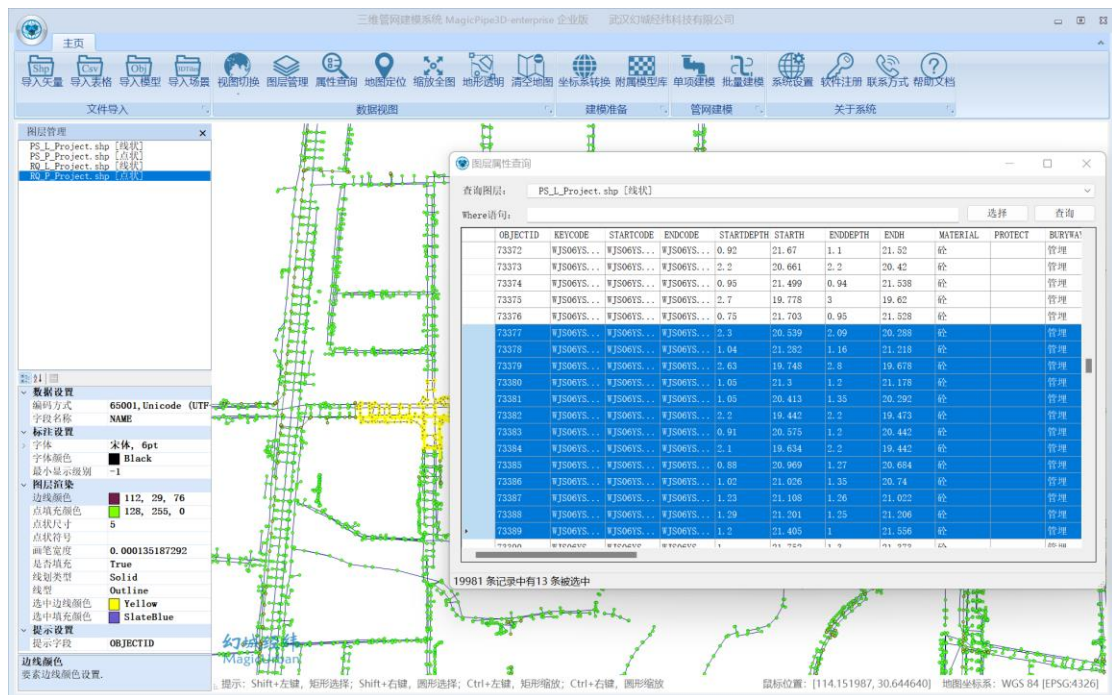 三维管网建模系统 MagicPipe3D-enterprise 企业版 武汉幻城经纬科技有限公司
主页
Shp Csv Obj
导入矢量 导入表格 导入模型 导入场景 视图切换 图层管理 属性查询 地图定位 缩放全图 地形透明 清空地图 坐标系转换 附属模型库 单项建模 批量建模 系统设置 软件注册 联系方式 帮助文档
文件导入 数据视图 建模准备 管网建模 关于系统
图层管理
PS_L_Project.shp [线状]
PS_P_Project.shp [点状]
RQ_L_Project.shp [线状]
RQ_P_Project.shp [点状]
图层属性查询
查询图层: PS_L_Project.shp [线状]
Where语句: 选择 查询
OBJECTID KEYCODE STARTCODE ENDCODE STARTDEPTH STARTH ENDDEPTH ENDH MATERIAL PROTECT BURYWAY
73372 WJS06YS... WJS06YS... WJS06YS... 0.92 21.67 1.1 21.52 砼 管埋
73373 WJS06YS... WJS06YS... WJS06YS... 2.2 20.661 2.2 20.42 砼 管埋
73374 WJS06YS... WJS06YS... WJS06YS... 0.95 21.499 0.94 21.538 砼 管埋
73375 WJS06YS... WJS06YS... WJS06YS... 2.7 19.778 3 19.62 砼 管埋
73376 WJS06YS... WJS06YS... WJS06YS... 0.75 21.703 0.95 21.528 砼 管埋
73377 WJS06YS... WJS06YS... WJS06YS... 2.3 20.539 2.09 20.288 砼 管埋
73378 WJS06YS... WJS06YS... WJS06YS... 1.04 21.282 1.16 21.218 砼 管埋
73379 WJS06YS... WJS06YS... WJS06YS... 2.63 19.748 2.8 19.678 砼 管埋
73380 WJS06YS... WJS06YS... WJS06YS... 1.05 21.3 1.2 21.178 砼 管埋
73381 WJS06YS... WJS06YS... WJS06YS... 1.05 20.413 1.35 20.292 砼 管埋
73382 WJS06YS... WJS06YS... WJS06YS... 2.2 19.442 2.2 19.473 砼 管埋
73383 WJS06YS... WJS06YS... WJS06YS... 0.91 20.575 1.2 20.442 砼 管埋
73384 WJS06YS... WJS06YS... WJS06YS... 2.1 19.634 2.2 19.442 砼 管埋
73385 WJS06YS... WJS06YS... WJS06YS... 0.88 20.969 1.27 20.684 砼 管埋
73386 WJS06YS... WJS06YS... WJS06YS... 1.02 21.026 1.35 20.74 砼 管埋
73387 WJS06YS... WJS06YS... WJS06YS... 1.23 21.108 1.26 21.022 砼 管埋
73388 WJS06YS... WJS06YS... WJS06YS... 1.29 21.201 1.25 21.206 砼 管埋
73389 WJS06YS... WJS06YS... WJS06YS... 1.2 21.405 1 21.556 砼 管埋
19981 条记录中有13 条被选中
数据设置
编码方式 65001,Unicode (UTF
字段名称 NAME
标注设置
字体 宋体, 6pt
字体颜色 Black
最小显示级别 -1
图层渲染
边线颜色 112, 29, 76
点填充颜色 128, 255, 0
点状尺寸 5
点状符号
画笔宽度 0.000135187292
是否填充 True
线划类型 Solid
线型 Outline
选中边线颜色 Yellow
选中填充颜色 SlateBlue
提示设置
提示字段 OBJECTID
边线颜色
要素边线颜色设置.
幻城经纬
MagicUrban
提示: Shift+左键, 矩形选择; Shift+右键, 圆形选择; Ctrl+左键, 矩形缩放; Ctrl+右键, 圆形缩放 鼠标位置: [114.151987, 30.644640] 地图坐标系: WGS 84 [EPSG:4326]